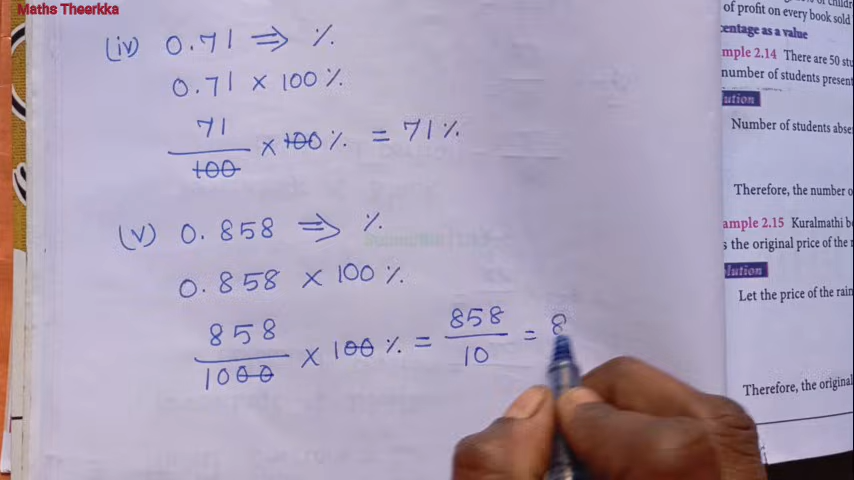 Maths Theerkka
(iv) 0.71 ⇒ %
0.71 × 100 %
71
100 × 100 % = 71 %
(v) 0.858 ⇒ %
0.858 × 100 %
858 858
1000 × 100 % = 10 = 8
of profit on every book sold
centage as a value
mple 2.14 There are 50 stu
number of students present
lution
Number of students abse
Therefore, the number o
ample 2.15 Kuralmathi b
s the original price of the r
lution
Let the price of the rain
Therefore, the original